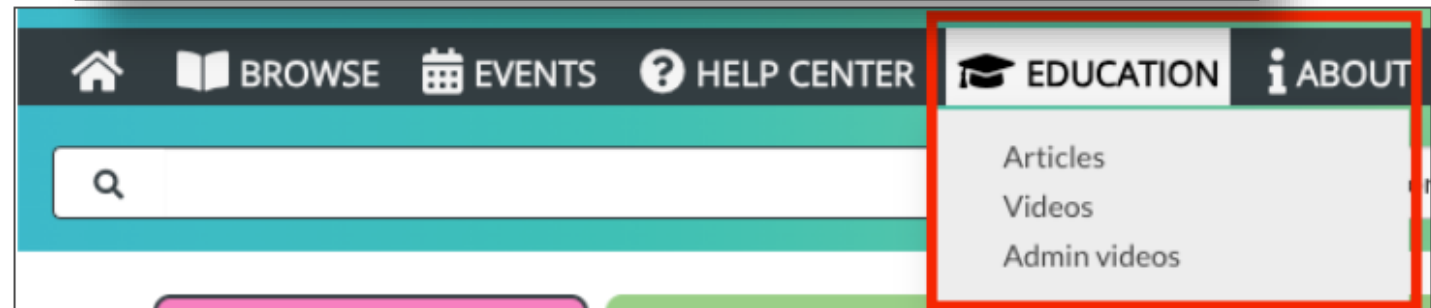 BROWSE EVENTS HELP CENTER EDUCATION ABOUT
Articles
Videos
Admin videos